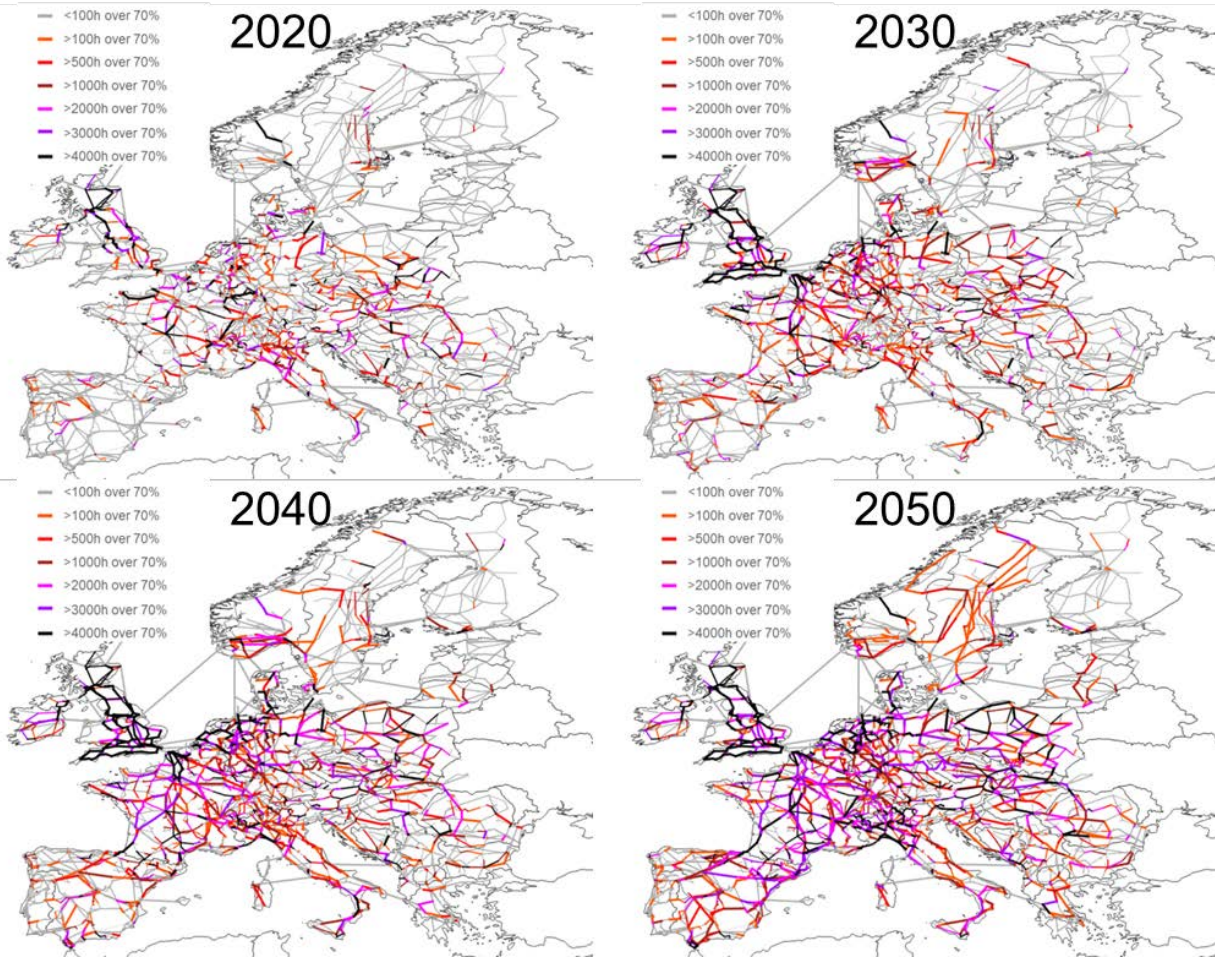 2020
<100h over 70%
>100h over 70%
>500h over 70%
>1000h over 70%
>2000h over 70%
>3000h over 70%
>4000h over 70%
2030
<100h over 70%
>100h over 70%
>500h over 70%
>1000h over 70%
>2000h over 70%
>3000h over 70%
>4000h over 70%
2040
<100h over 70%
>100h over 70%
>500h over 70%
>1000h over 70%
>2000h over 70%
>3000h over 70%
>4000h over 70%
2050
<100h over 70%
>100h over 70%
>500h over 70%
>1000h over 70%
>2000h over 70%
>3000h over 70%
>4000h over 70%